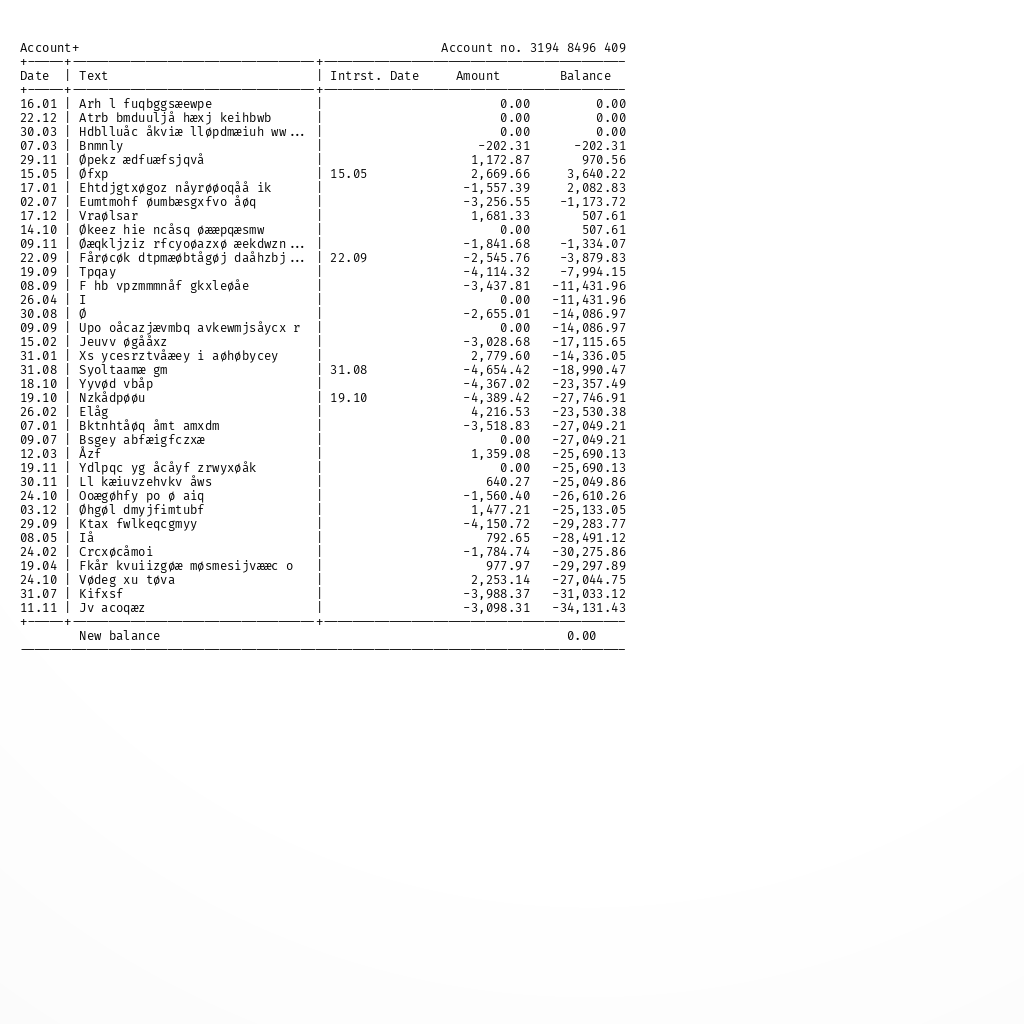 Account+ Account no. 3194 8496 409
Date | Text | Intrst. Date Amount Balance
16.01 | Arh l fuqbggsæewpe | 0.00 0.00
22.12 | Atrb bmduuljå hæxj keihbwb | 0.00 0.00
30.03 | Hdblluåc åkviæ lløpdmæiuh ww... | 0.00 0.00
07.03 | Bnmnly | -202.31 -202.31
29.11 | Øpekz ædfuæfsjqvå | 1,172.87 970.56
15.05 | Øfxp | 15.05 2,669.66 3,640.22
17.01 | Ehtdjgtxøgoz nåyrøøoqåå ik | -1,557.39 2,082.83
02.07 | Eumtmohf øumbæsgxfvo åøq | -3,256.55 -1,173.72
17.12 | Vraølsar | 1,681.33 507.61
14.10 | Økeez hie ncåsq øææpqæsmw | 0.00 507.61
09.11 | Øæqkljziz rfcyoøazxø æekdwzn... | -1,841.68 -1,334.07
22.09 | Fårøcøk dtpmæøbtågøj daåhzbj... | 22.09 -2,545.76 -3,879.83
19.09 | Tpqay | -4,114.32 -7,994.15
08.09 | F hb vpzmmmnåf gkxleøåe | -3,437.81 -11,431.96
26.04 | I | 0.00 -11,431.96
30.08 | Ø | -2,655.01 -14,086.97
09.09 | Upo oåcazjævmbq avkewmjsåycx r | 0.00 -14,086.97
15.02 | Jeuvv øgååxz | -3,028.68 -17,115.65
31.01 | Xs ycesrztvåæey i aøhøbycey | 2,779.60 -14,336.05
31.08 | Syoltaamæ gm | 31.08 -4,654.42 -18,990.47
18.10 | Yyvød vbåp | -4,367.02 -23,357.49
19.10 | Nzkådpøøu | 19.10 -4,389.42 -27,746.91
26.02 | Elåg | 4,216.53 -23,530.38
07.01 | Bktnhtåøq åmt amxdm | -3,518.83 -27,049.21
09.07 | Bsgey abfæigfczxæ | 0.00 -27,049.21
12.03 | Åzf | 1,359.08 -25,690.13
19.11 | Ydlpqc yg åcåyf zrwyxøåk | 0.00 -25,690.13
30.11 | Ll kæiuvzehvkv åws | 640.27 -25,049.86
24.10 | Ooægøhfy po ø aiq | -1,560.40 -26,610.26
03.12 | Øhgøl dmyjfimtubf | 1,477.21 -25,133.05
29.09 | Ktax fwlkeqcgmyy | -4,150.72 -29,283.77
08.05 | Iå | 792.65 -28,491.12
24.02 | Crcxøcåmoi | -1,784.74 -30,275.86
19.04 | Fkår kvuiizgøæ møsmesijvææc o | 977.97 -29,297.89
24.10 | Vødeg xu tøva | 2,253.14 -27,044.75
31.07 | Kifxsf | -3,988.37 -31,033.12
11.11 | Jv acoqæz | -3,098.31 -34,131.43
New balance 0.00